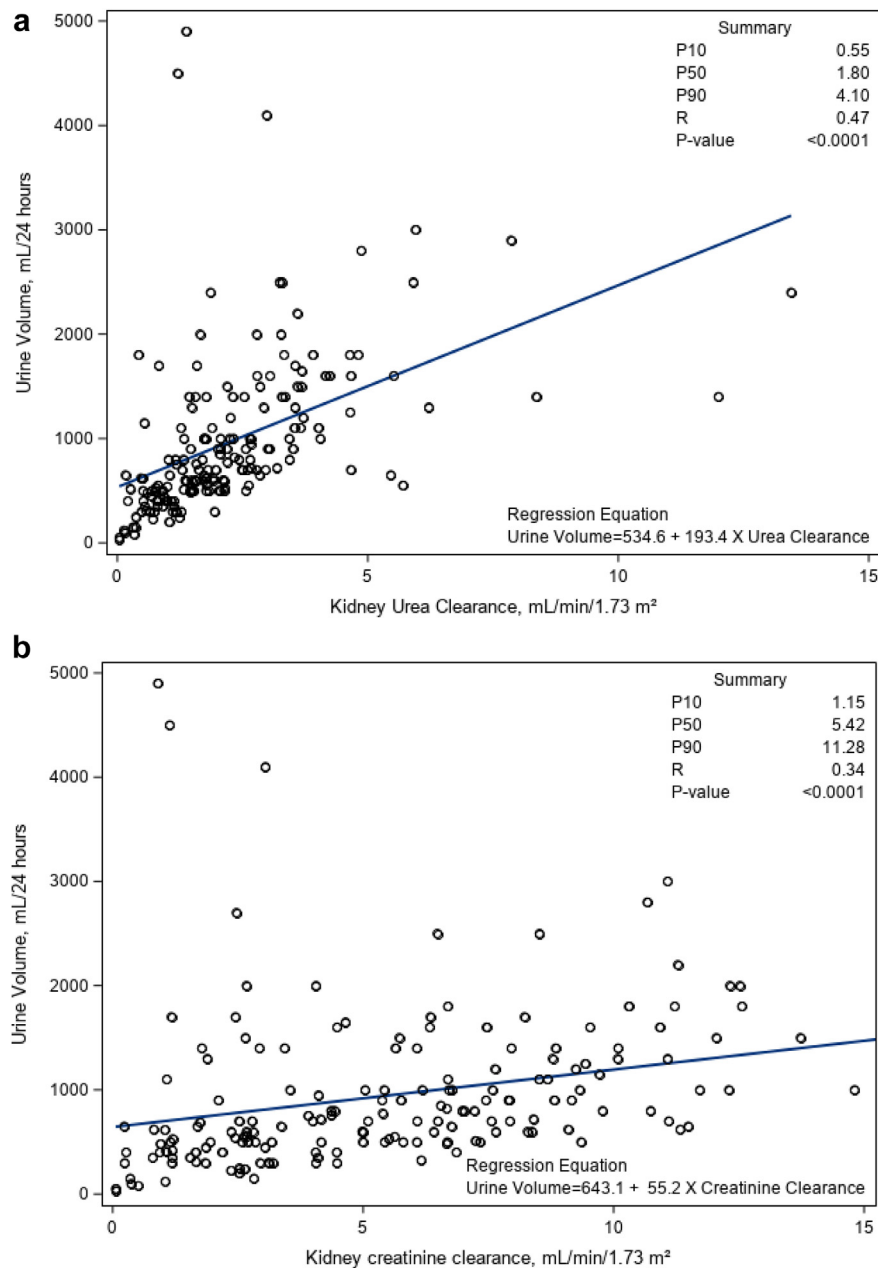 a
5000
4000
3000
2000
1000
0
Urine Volume, mL/24 hours
Summary
P10 0.55
P50 1.80
P90 4.10
R 0.47
P-value <0.0001
Regression Equation
Urine Volume=534.6 + 193.4 X Urea Clearance
0 5 10 15
Kidney Urea Clearance, mL/min/1.73 m²
b
5000
4000
3000
2000
1000
0
Urine Volume, mL/24 hours
Summary
P10 1.15
P50 5.42
P90 11.28
R 0.34
P-value <0.0001
Regression Equation
Urine Volume=643.1 + 55.2 X Creatinine Clearance
0 5 10 15
Kidney creatinine clearance, mL/min/1.73 m²